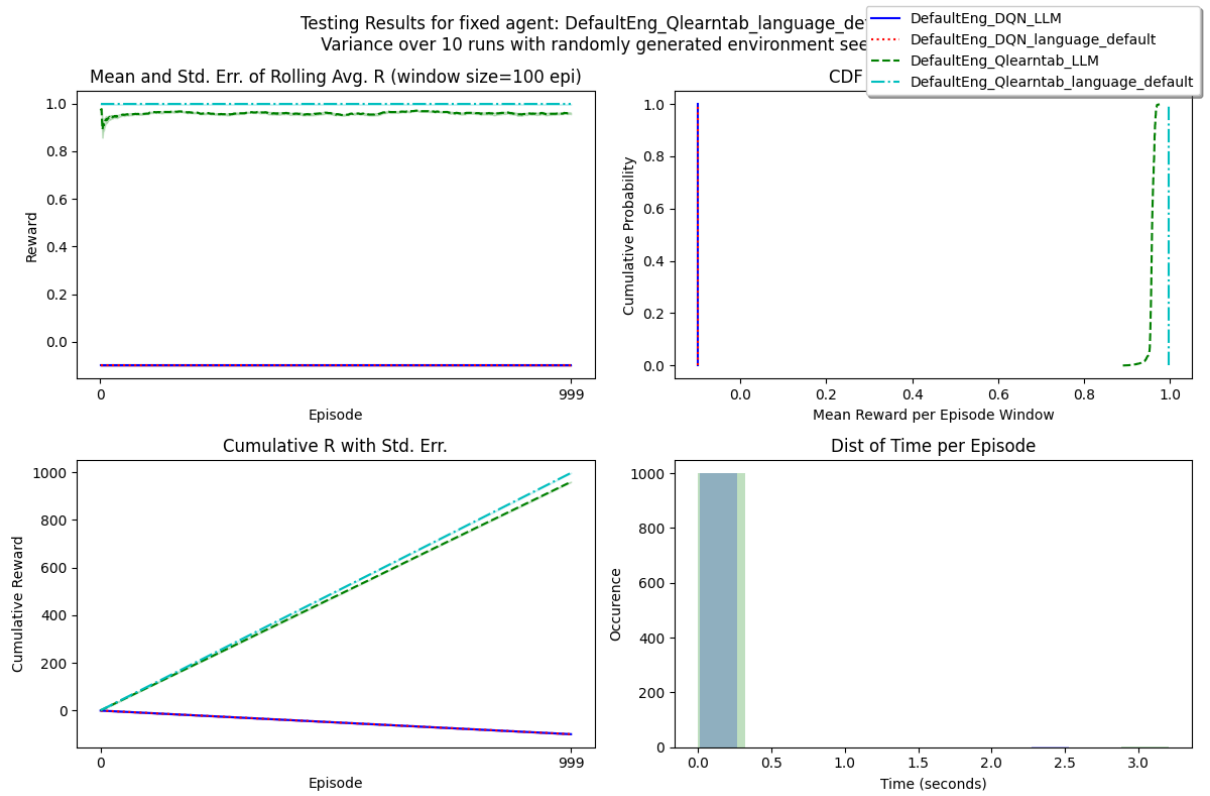 Testing Results for fixed agent: DefaultEng_Qlearntab_language_
Variance over 10 runs with randomly generated environment
DefaultEng_DQN_LLM
DefaultEng_DQN_language_default
DefaultEng_Qlearntab_LLM
DefaultEng_Qlearntab_language_default
Mean and Std. Err. of Rolling Avg. R (window size=100 epi)
1.0
0.8
0.6
0.4
0.2
0.0
Reward
0
999
Episode
CDF
1.0
0.8
0.6
0.4
0.2
0.0
Cumulative Probability
0.0
0.2
0.4
0.6
0.8
1.0
Mean Reward per Episode Window
Cumulative R with Std. Err.
1000
800
600
400
200
0
Cumulative Reward
0
999
Episode
Dist of Time per Episode
1000
800
600
400
200
0
Occurence
0.0
0.5
1.0
1.5
2.0
2.5
3.0
Time (seconds)